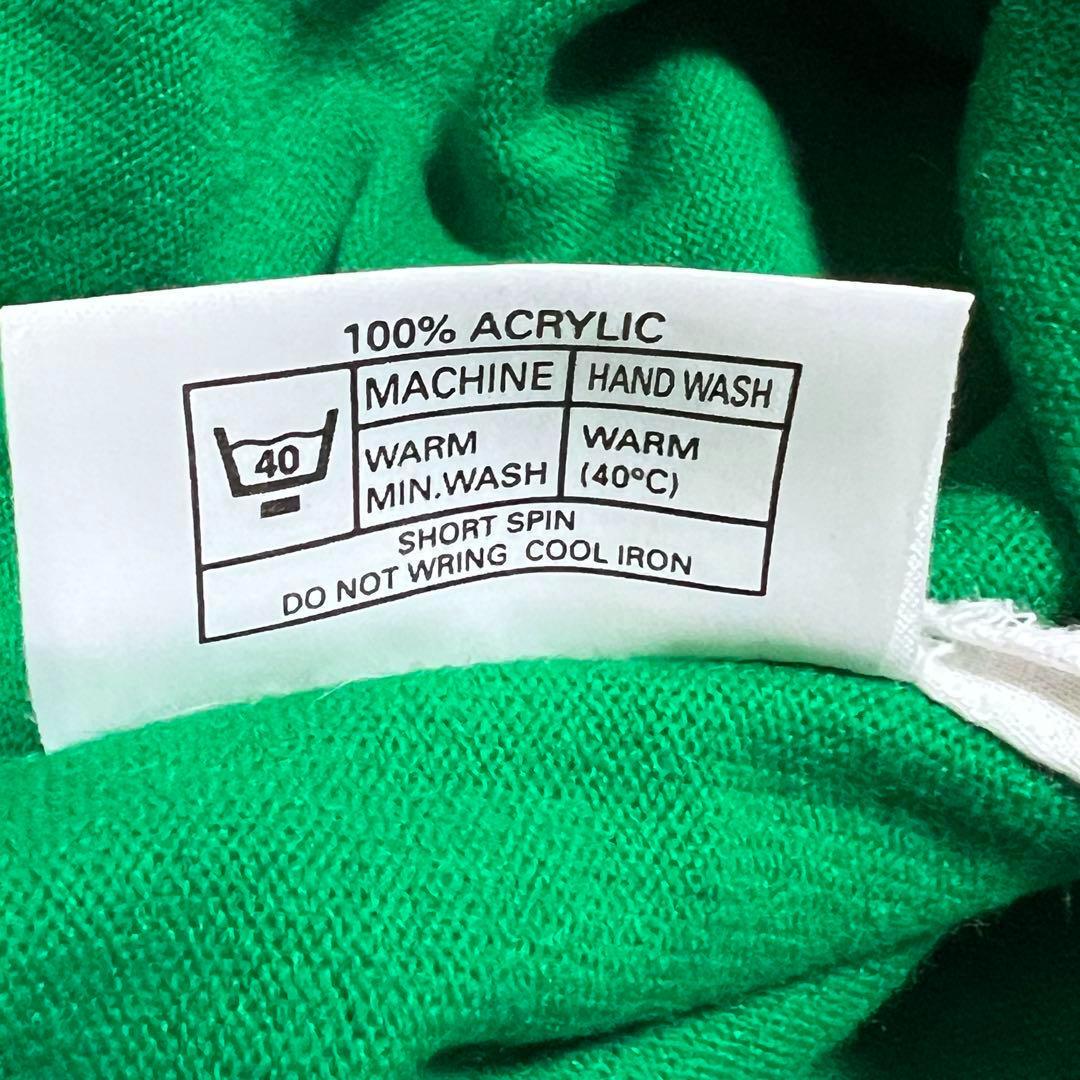 100% ACRYLIC
MACHINE HAND WASH
40
WARM WARM
MIN.WASH (40°C)
SHORT SPIN
DO NOT WRING COOL IRON